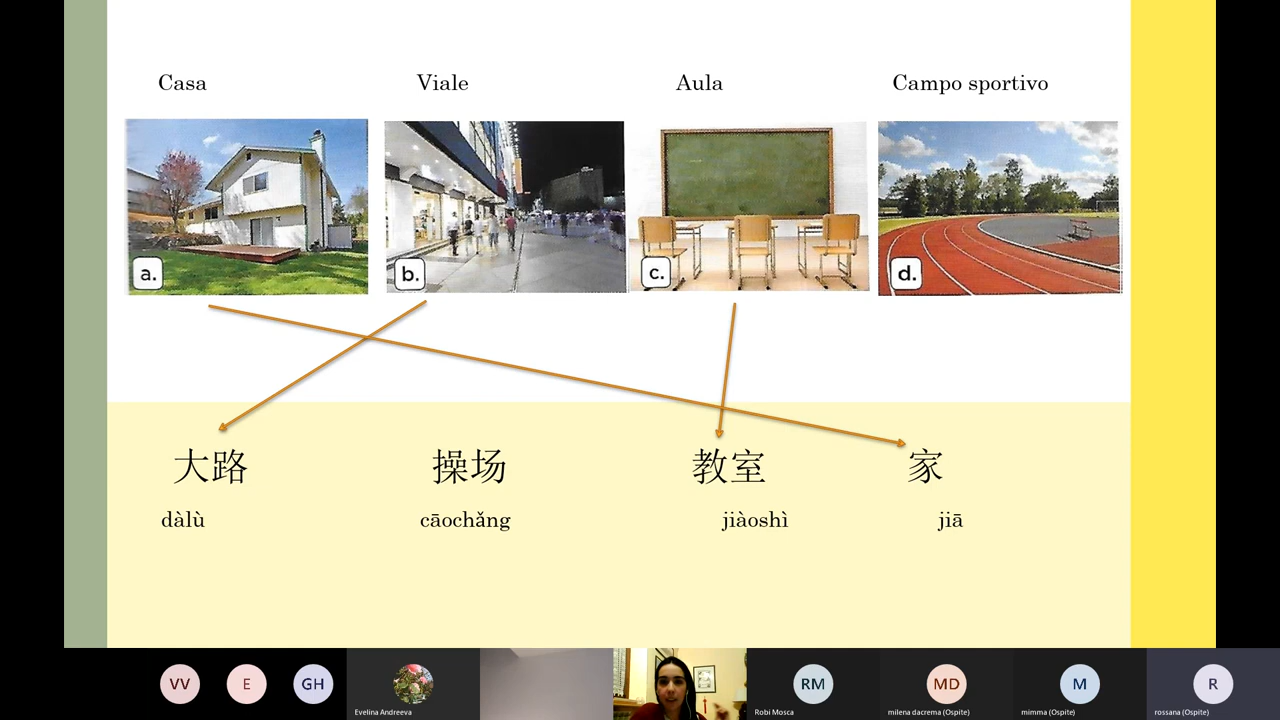 Casa Viale Aula Campo sportivo
a. b. c. d.
大路 操场 教室 家
dàlù cāochǎng jiàoshì jiā
VV E GH RM MD M R
Evelina Andreeva Robi Mosca milena dacrema (Ospite) mimma (Ospite) rossana (Ospite)